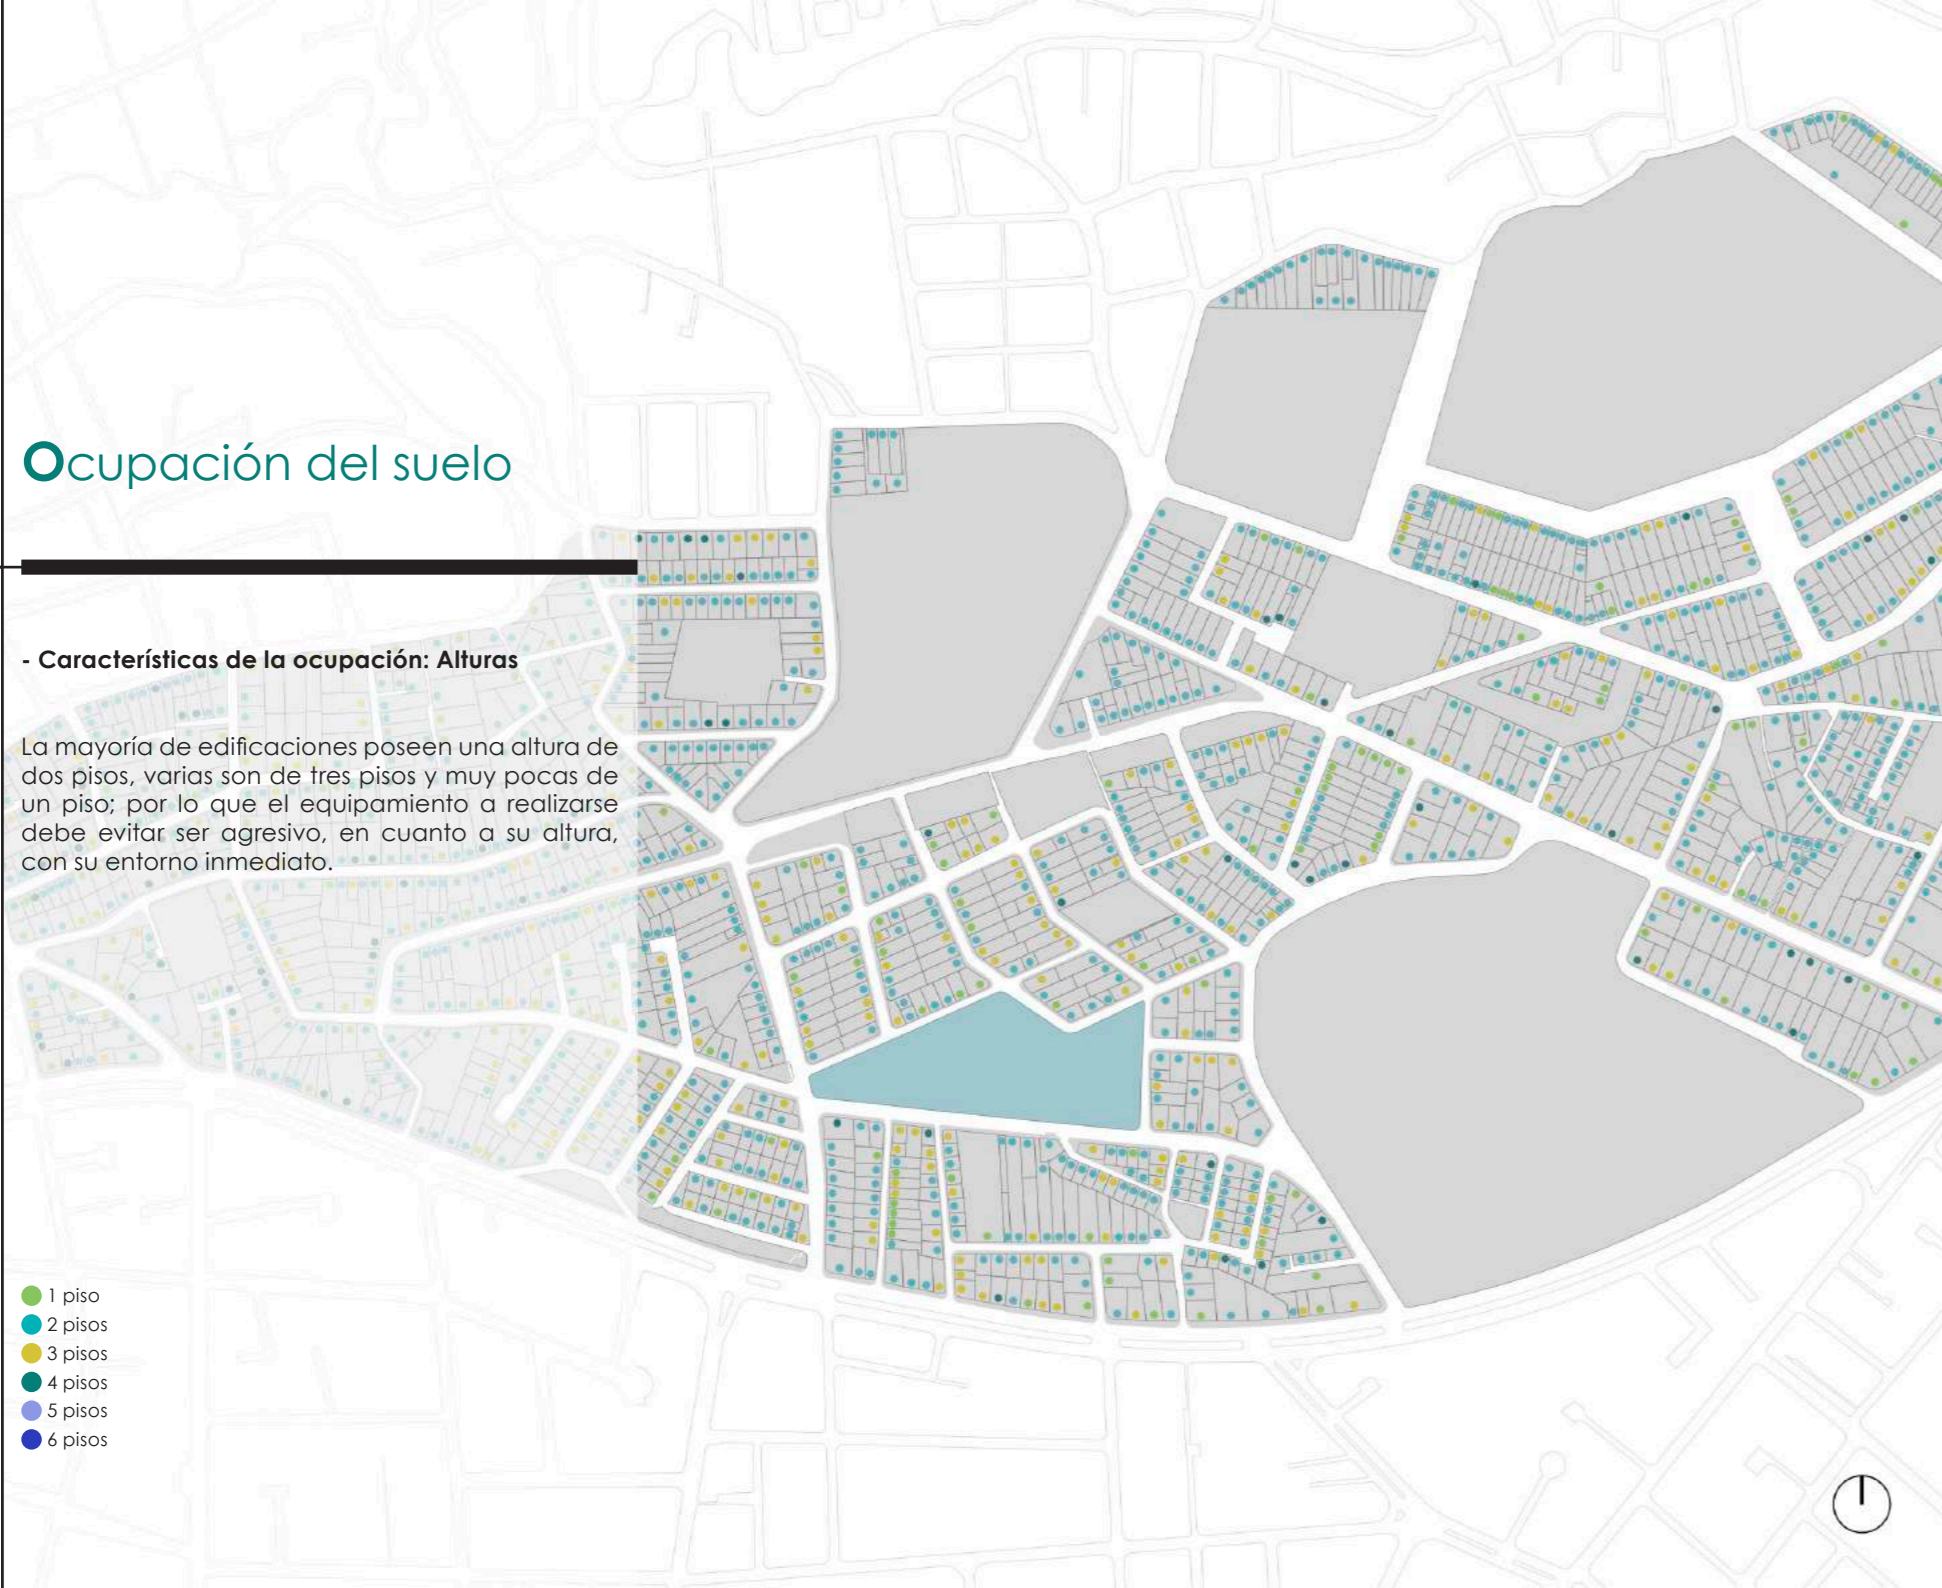 Ocupación del suelo
- Características de la ocupación: Alturas
La mayoría de edificaciones poseen una altura de
dos pisos, varias son de tres pisos y muy pocas de
un piso; por lo que el equipamiento a realizarse
debe evitar ser agresivo, en cuanto a su altura,
con su entorno inmediato.
1 piso
2 pisos
3 pisos
4 pisos
5 pisos
6 pisos